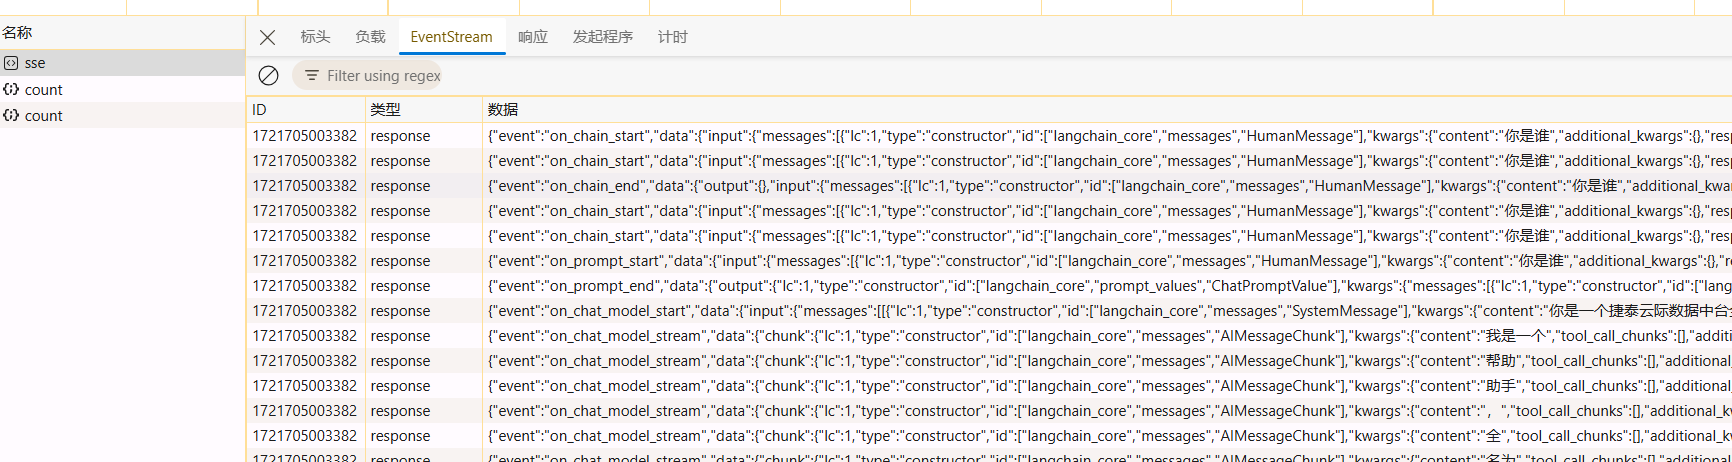 名称
sse
count
count
标头 负载 EventStream 响应 发起程序 计时
Filter using regex
ID 类型 数据
1721705003382 response {"event":"on_chain_start","data":{"input":{"messages":[{"lc":1,"type":"constructor","id":["langchain_core","messages","HumanMessage"],"kwargs":{"content":"你是谁","additional_kwargs":{},"resp
1721705003382 response {"event":"on_chain_start","data":{"input":{"messages":[{"lc":1,"type":"constructor","id":["langchain_core","messages","HumanMessage"],"kwargs":{"content":"你是谁","additional_kwargs":{},"resp
1721705003382 response {"event":"on_chain_end","data":{"output":{},"input":{"messages":[{"lc":1,"type":"constructor","id":["langchain_core","messages","HumanMessage"],"kwargs":{"content":"你是谁","additional_kwar
1721705003382 response {"event":"on_chain_start","data":{"input":{"messages":[{"lc":1,"type":"constructor","id":["langchain_core","messages","HumanMessage"],"kwargs":{"content":"你是谁","additional_kwargs":{},"resp
1721705003382 response {"event":"on_chain_start","data":{"input":{"messages":[{"lc":1,"type":"constructor","id":["langchain_core","messages","HumanMessage"],"kwargs":{"content":"你是谁","additional_kwargs":{},"resp
1721705003382 response {"event":"on_prompt_start","data":{"input":{"messages":[{"lc":1,"type":"constructor","id":["langchain_core","messages","HumanMessage"],"kwargs":{"content":"你是谁","additional_kwargs":{},"res
1721705003382 response {"event":"on_prompt_end","data":{"output":{"lc":1,"type":"constructor","id":["langchain_core","prompt_values","ChatPromptValue"],"kwargs":{"messages":[{"lc":1,"type":"constructor","id":["lang
1721705003382 response {"event":"on_chat_model_start","data":{"input":{"messages":[[{"lc":1,"type":"constructor","id":["langchain_core","messages","SystemMessage"],"kwargs":{"content":"你是一个捷泰云际数据中台全
1721705003382 response {"event":"on_chat_model_stream","data":{"chunk":{"lc":1,"type":"constructor","id":["langchain_core","messages","AIMessageChunk"],"kwargs":{"content":"我是一个","tool_call_chunks":[],"additi
1721705003382 response {"event":"on_chat_model_stream","data":{"chunk":{"lc":1,"type":"constructor","id":["langchain_core","messages","AIMessageChunk"],"kwargs":{"content":"帮助","tool_call_chunks":[],"additional_
1721705003382 response {"event":"on_chat_model_stream","data":{"chunk":{"lc":1,"type":"constructor","id":["langchain_core","messages","AIMessageChunk"],"kwargs":{"content":"助手","tool_call_chunks":[],"additional_
1721705003382 response {"event":"on_chat_model_stream","data":{"chunk":{"lc":1,"type":"constructor","id":["langchain_core","messages","AIMessageChunk"],"kwargs":{"content":"，","tool_call_chunks":[],"additional_kw
1721705003382 response {"event":"on_chat_model_stream","data":{"chunk":{"lc":1,"type":"constructor","id":["langchain_core","messages","AIMessageChunk"],"kwargs":{"content":"全","tool_call_chunks":[],"additional_kw
1721705003382 response {"event":"on_chat_model_stream","data":{"chunk":{"lc":1,"type":"constructor","id":["langchain_core","messages","AIMessageChunk"],"kwargs":{"content":"名为","tool_call_chunks":[],"additional_